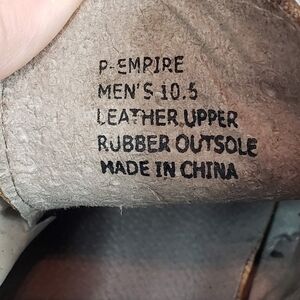 P-EMPIRE
MEN'S 10.5
LEATHER UPPER
RUBBER OUTSOLE
MADE IN CHINA